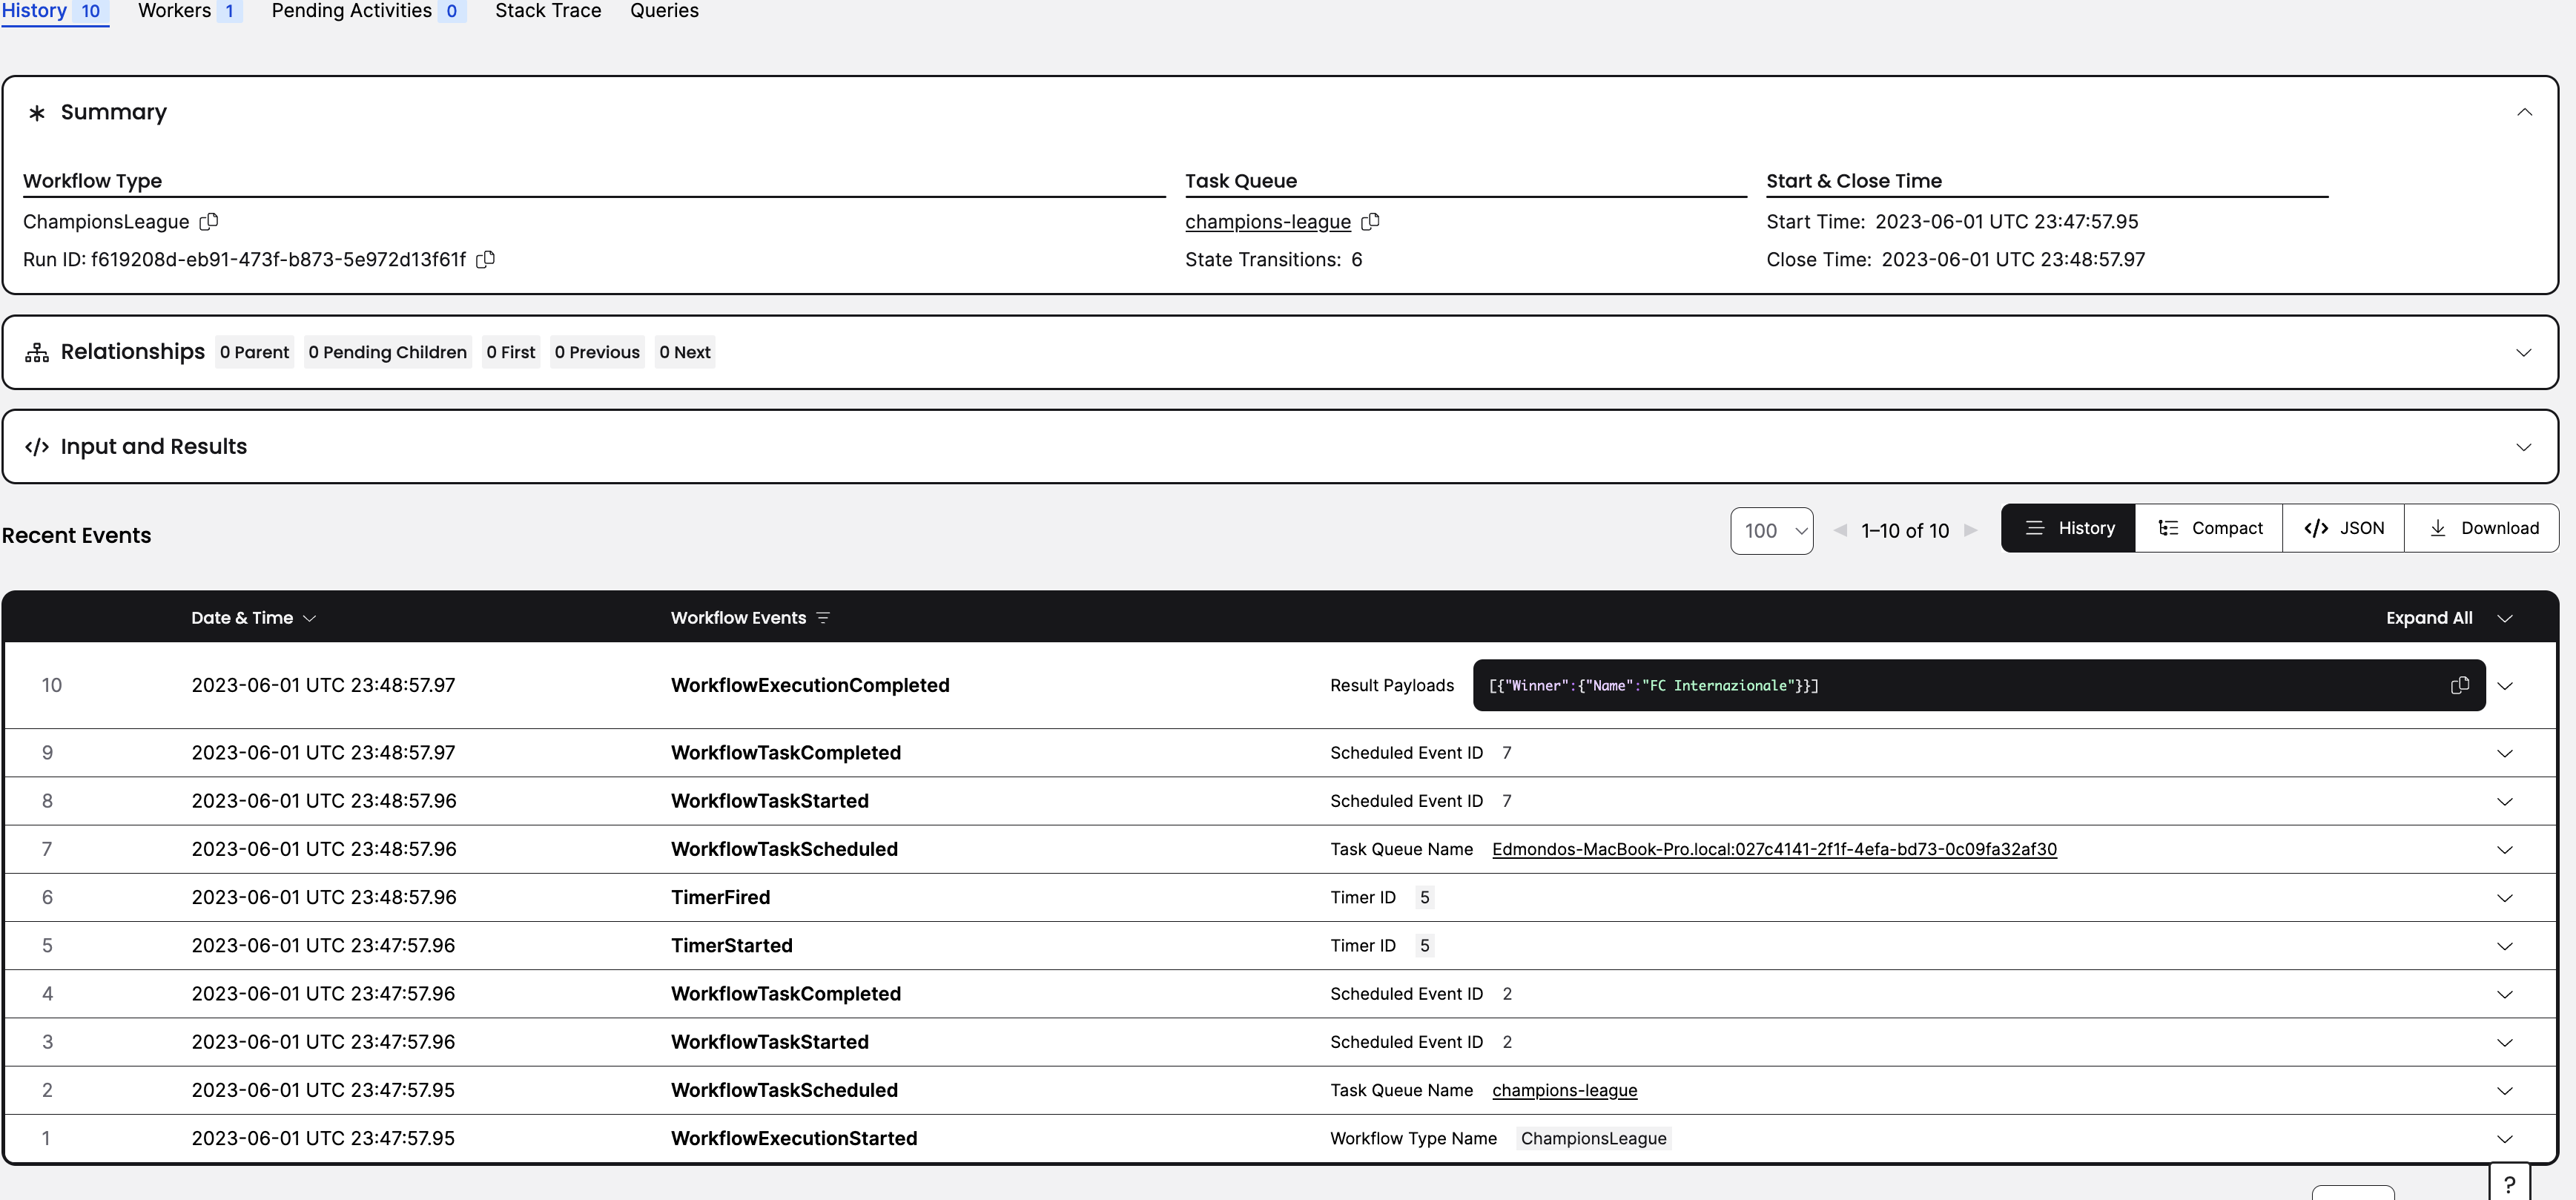 History 10 Workers 1 Pending Activities 0 Stack Trace Queries
Summary
Workflow Type Task Queue Start & Close Time
ChampionsLeague champions-league Start Time: 2023-06-01 UTC 23:47:57.95
Run ID: f619208d-eb91-473f-b873-5e972d13f61f State Transitions: 6 Close Time: 2023-06-01 UTC 23:48:57.97
Relationships 0 Parent 0 Pending Children 0 First 0 Previous 0 Next
</> Input and Results
Recent Events 100 1–10 of 10 History Compact </> JSON Download
Date & Time Workflow Events Expand All
10 2023-06-01 UTC 23:48:57.97 WorkflowExecutionCompleted Result Payloads [{"Winner":{"Name":"FC Internazionale"}}]
9 2023-06-01 UTC 23:48:57.97 WorkflowTaskCompleted Scheduled Event ID 7
8 2023-06-01 UTC 23:48:57.96 WorkflowTaskStarted Scheduled Event ID 7
7 2023-06-01 UTC 23:48:57.96 WorkflowTaskScheduled Task Queue Name Edmondos-MacBook-Pro.local:027c4141-2f1f-4efa-bd73-0c09fa32af30
6 2023-06-01 UTC 23:48:57.96 TimerFired Timer ID 5
5 2023-06-01 UTC 23:47:57.96 TimerStarted Timer ID 5
4 2023-06-01 UTC 23:47:57.96 WorkflowTaskCompleted Scheduled Event ID 2
3 2023-06-01 UTC 23:47:57.96 WorkflowTaskStarted Scheduled Event ID 2
2 2023-06-01 UTC 23:47:57.95 WorkflowTaskScheduled Task Queue Name champions-league
1 2023-06-01 UTC 23:47:57.95 WorkflowExecutionStarted Workflow Type Name ChampionsLeague
?